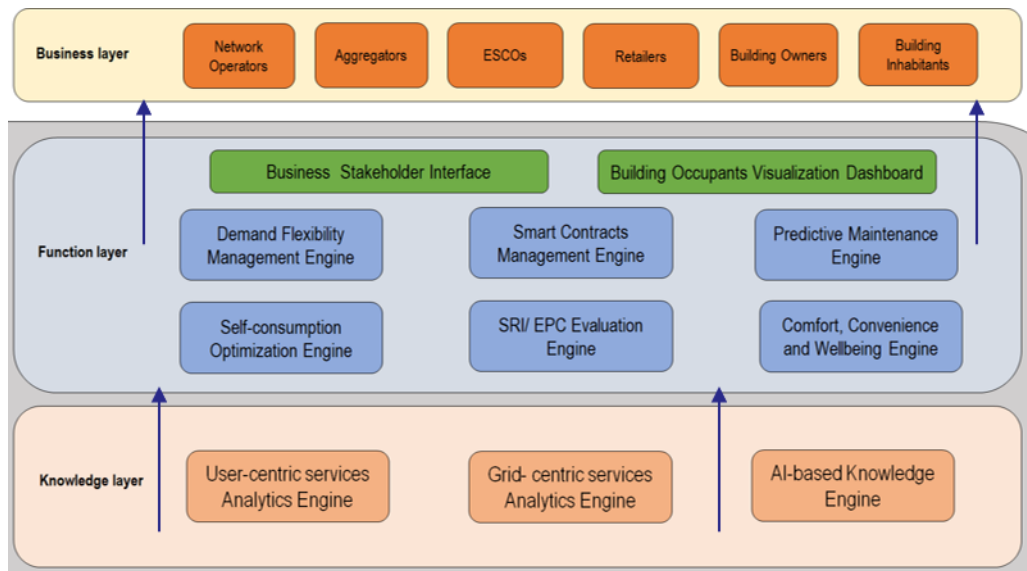 Business layer
Network
Operators
Aggregators
ESCOs
Retailers
Building Owners
Building
Inhabitants
Business Stakeholder Interface
Building Occupants Visualization Dashboard
Function layer
Demand Flexibility
Management Engine
Smart Contracts
Management Engine
Predictive Maintenance
Engine
Self-consumption
Optimization Engine
SRI/ EPC Evaluation
Engine
Comfort, Convenience
and Wellbeing Engine
Knowledge layer
User-centric services
Analytics Engine
Grid- centric services
Analytics Engine
AI-based Knowledge
Engine